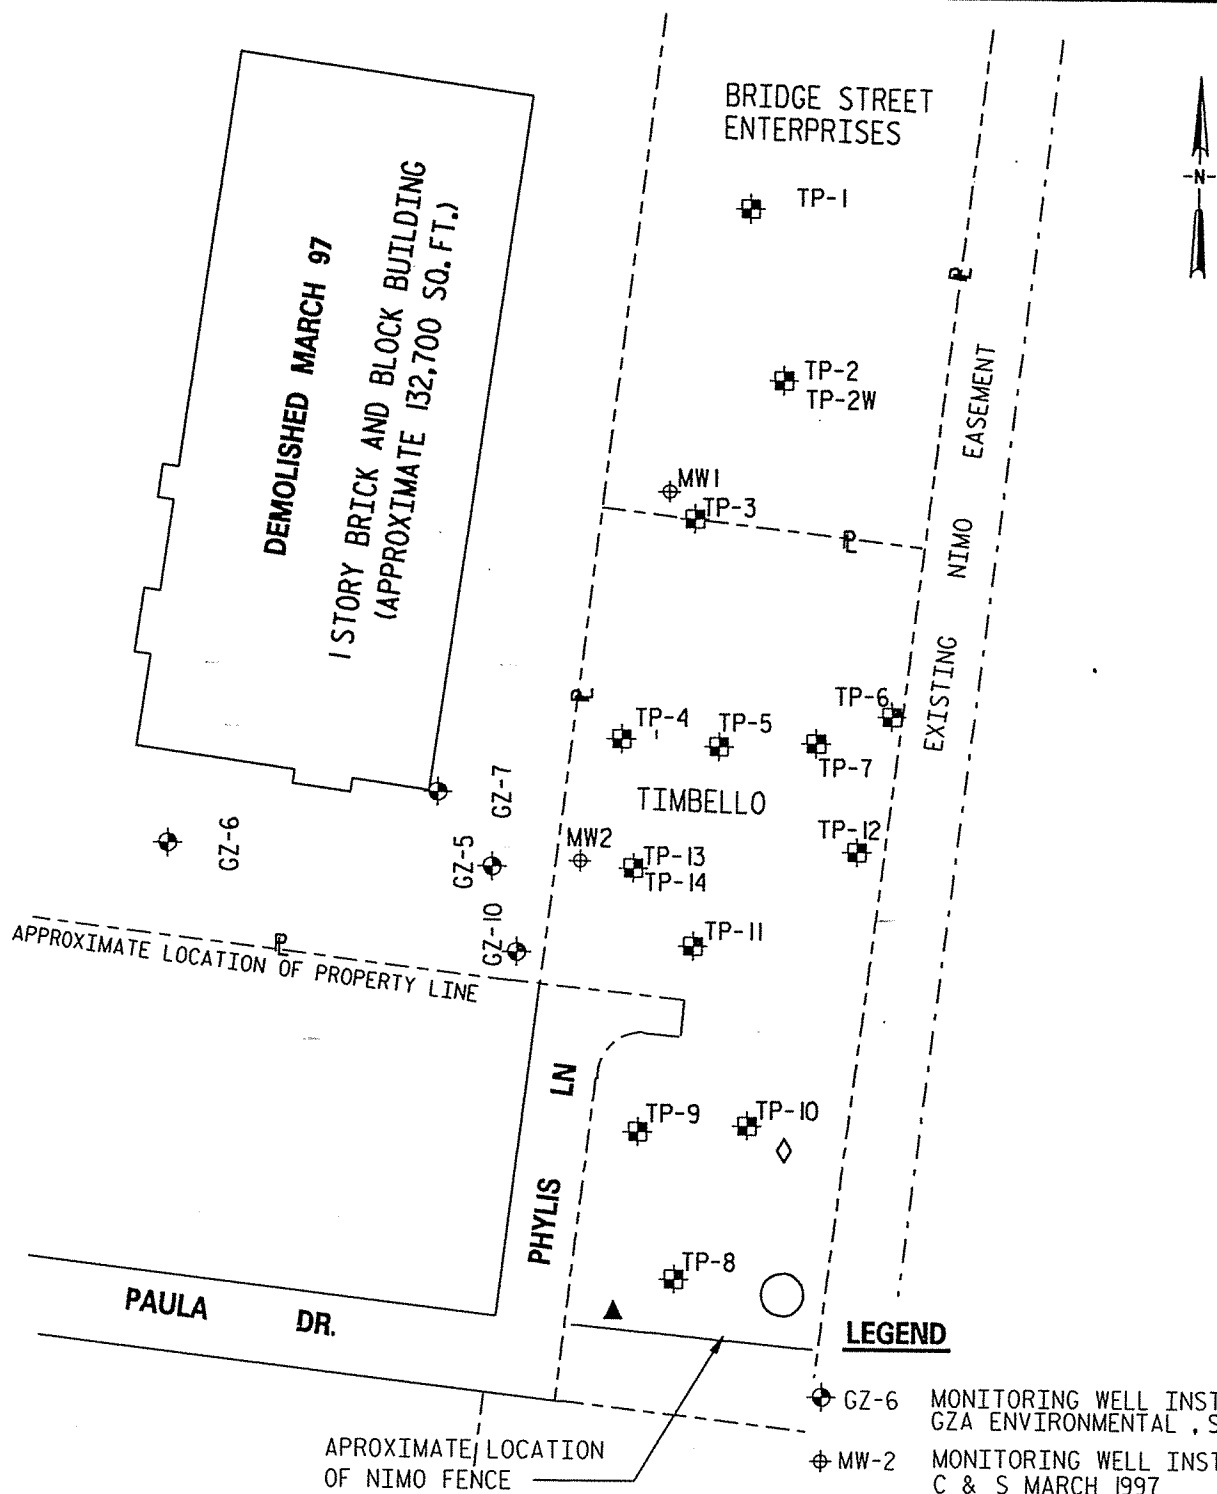 BRIDGE STREET
ENTERPRISES
TP-1
-N-
DEMOLISHED MARCH 97
1 STORY BRICK AND BLOCK BUILDING
(APPROXIMATE 132,700 SQ. FT.)
PL
TP-2
TP-2W
MW1
TP-3
PL
EXISTING NIMO EASEMENT
PL
TP-6
TP-4
TP-5
TP-7
GZ-7
TIMBELLO
TP-12
GZ-6
GZ-5
MW2
TP-13
TP-14
GZ-10
TP-11
PL
APPROXIMATE LOCATION OF PROPERTY LINE
PHYLIS LN
TP-9
TP-10
TP-8
PAULA DR.
LEGEND
GZ-6 MONITORING WELL INST
GZA ENVIRONMENTAL , S
APROXIMATE LOCATION
OF NIMO FENCE
MW-2 MONITORING WELL INST
C & S MARCH 1997